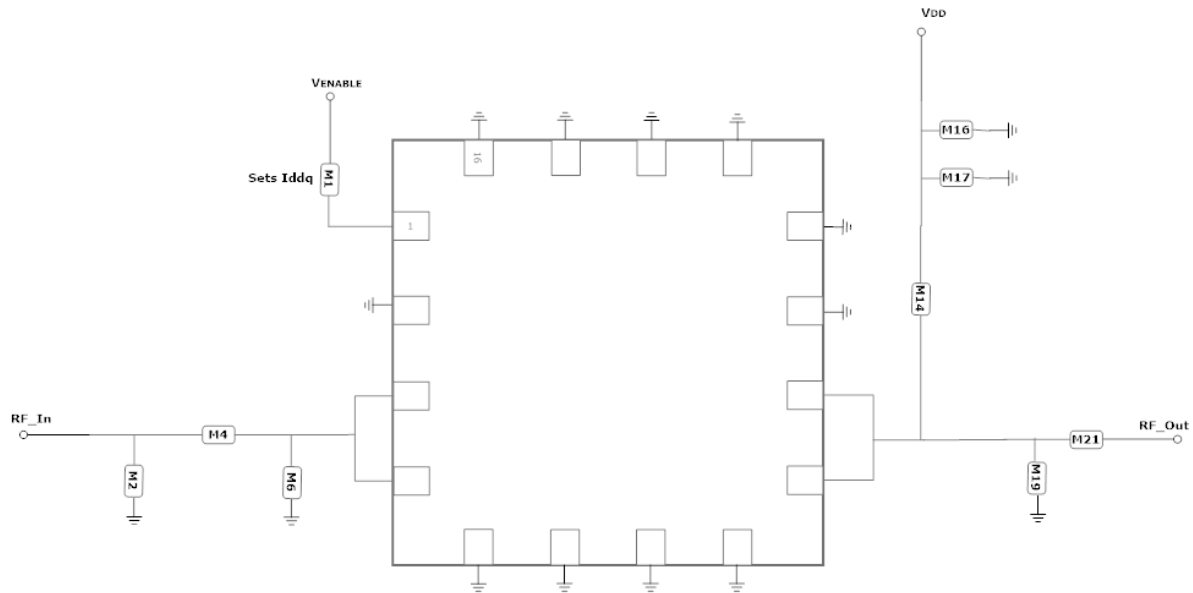 VDD
VENABLE
M16
16
M17
Sets Iddq
M1
1
M14
RF_In
M4
RF_Out
M21
M2
M6
M19